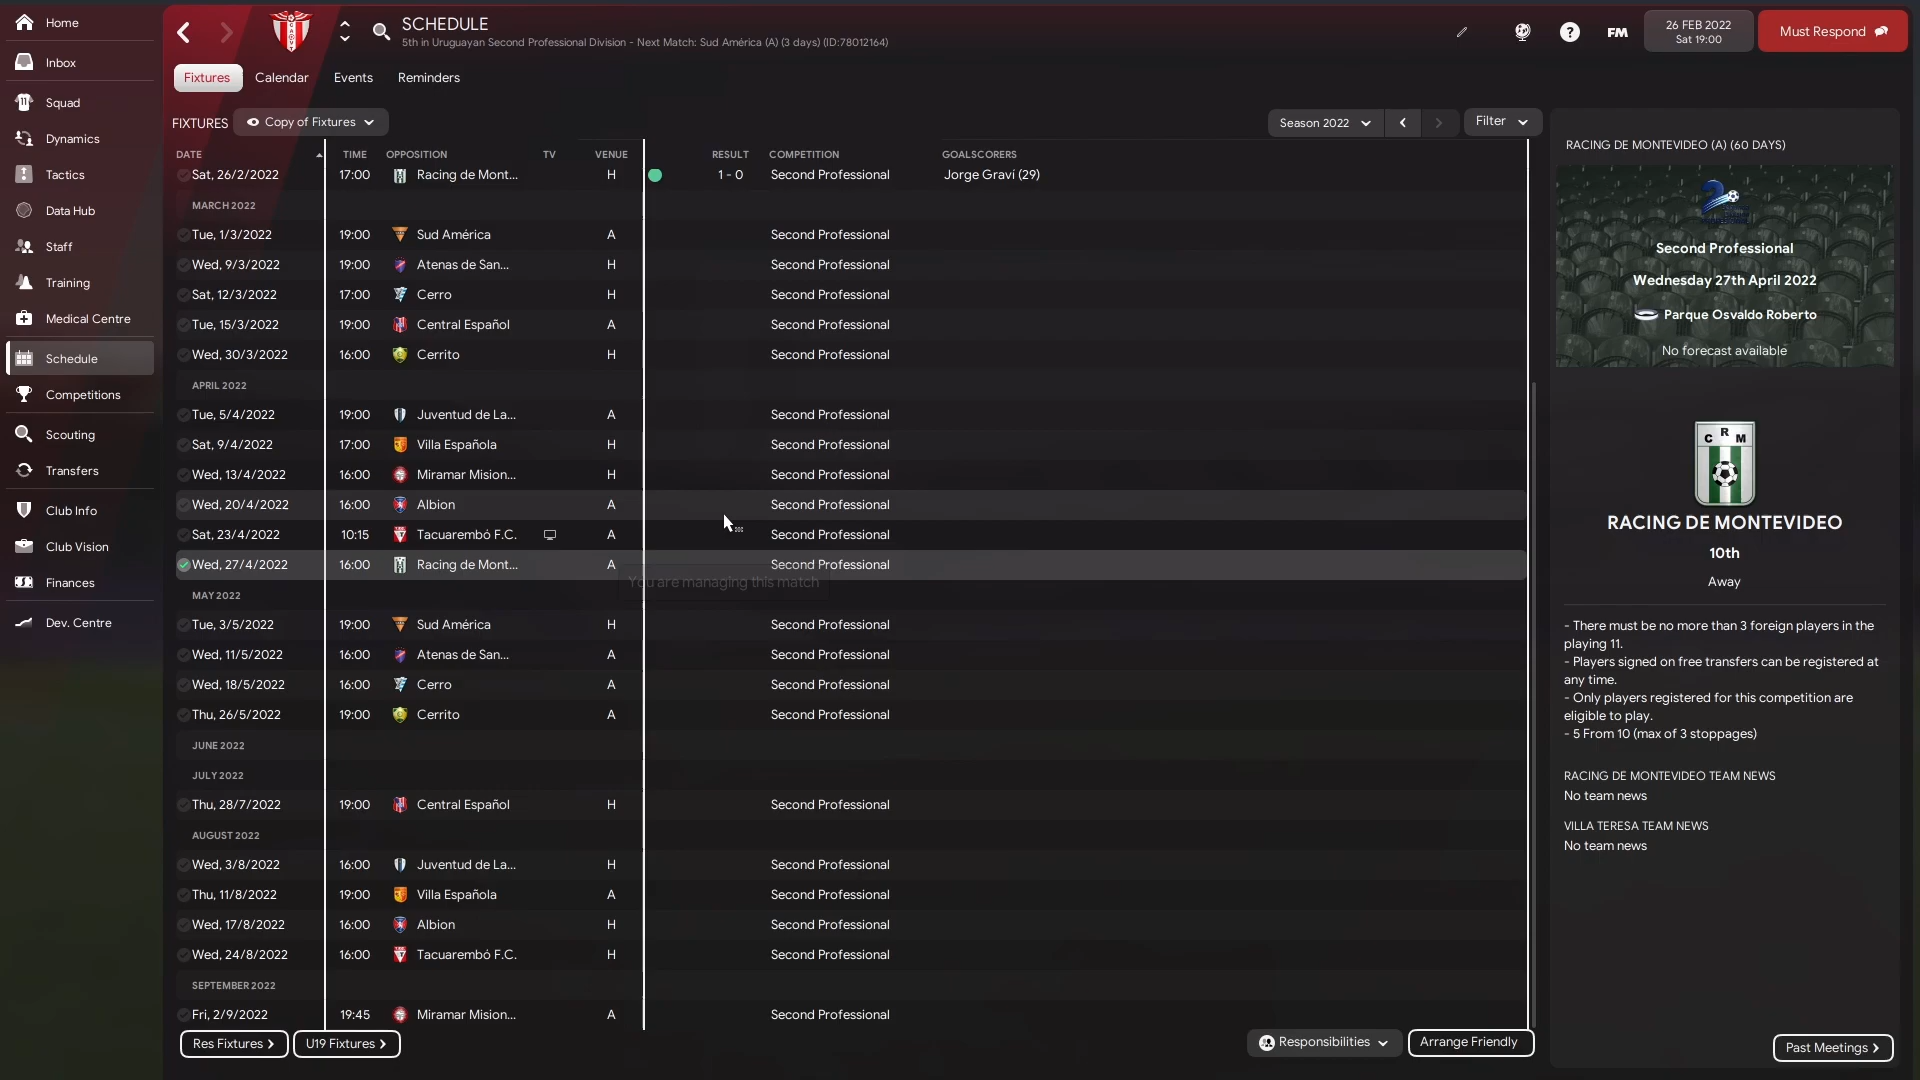 Home
Inbox
Squad
Dynamics
Tactics
Data Hub
Staff
Training
Medical Centre
Schedule
Competitions
Scouting
Transfers
Club Info
Club Vision
Finances
Dev. Centre
SCHEDULE
5th in Uruguayan Second Professional Division - Next Match: Sud América (A) (3 days) (ID:78012164)
FM
26 FEB 2022
Sat 19:00
Must Respond
Fixtures Calendar Events Reminders
FIXTURES Copy of Fixtures Season 2022 Filter
DATE TIME OPPOSITION TV VENUE RESULT COMPETITION GOALSCORERS
Sat, 26/2/2022 17:00 Racing de Mont... H 1 - 0 Second Professional Jorge Graví (29)
MARCH 2022
Tue, 1/3/2022 19:00 Sud América A Second Professional
Wed, 9/3/2022 19:00 Atenas de San... H Second Professional
Sat, 12/3/2022 17:00 Cerro H Second Professional
Tue, 15/3/2022 19:00 Central Español A Second Professional
Wed, 30/3/2022 16:00 Cerrito H Second Professional
APRIL 2022
Tue, 5/4/2022 19:00 Juventud de La... A Second Professional
Sat, 9/4/2022 17:00 Villa Española H Second Professional
Wed, 13/4/2022 16:00 Miramar Mision... H Second Professional
Wed, 20/4/2022 16:00 Albion A Second Professional
Sat, 23/4/2022 10:15 Tacuarembó F.C. A Second Professional
Wed, 27/4/2022 16:00 Racing de Mont... A Second Professional
You are managing this match
MAY 2022
Tue, 3/5/2022 19:00 Sud América H Second Professional
Wed, 11/5/2022 16:00 Atenas de San... A Second Professional
Wed, 18/5/2022 16:00 Cerro A Second Professional
Thu, 26/5/2022 19:00 Cerrito A Second Professional
JUNE 2022
JULY 2022
Thu, 28/7/2022 19:00 Central Español H Second Professional
AUGUST 2022
Wed, 3/8/2022 16:00 Juventud de La... H Second Professional
Thu, 11/8/2022 19:00 Villa Española A Second Professional
Wed, 17/8/2022 16:00 Albion H Second Professional
Wed, 24/8/2022 16:00 Tacuarembó F.C. H Second Professional
SEPTEMBER 2022
Fri, 2/9/2022 19:45 Miramar Mision... A Second Professional
Res Fixtures U19 Fixtures Responsibilities Arrange Friendly
RACING DE MONTEVIDEO (A) (60 DAYS)
Second Professional
Wednesday 27th April 2022
Parque Osvaldo Roberto
No forecast available
C R M
RACING DE MONTEVIDEO
10th
Away
- There must be no more than 3 foreign players in the
playing 11.
- Players signed on free transfers can be registered at
any time.
- Only players registered for this competition are
eligible to play.
- 5 From 10 (max of 3 stoppages)
RACING DE MONTEVIDEO TEAM NEWS
No team news
VILLA TERESA TEAM NEWS
No team news
Past Meetings